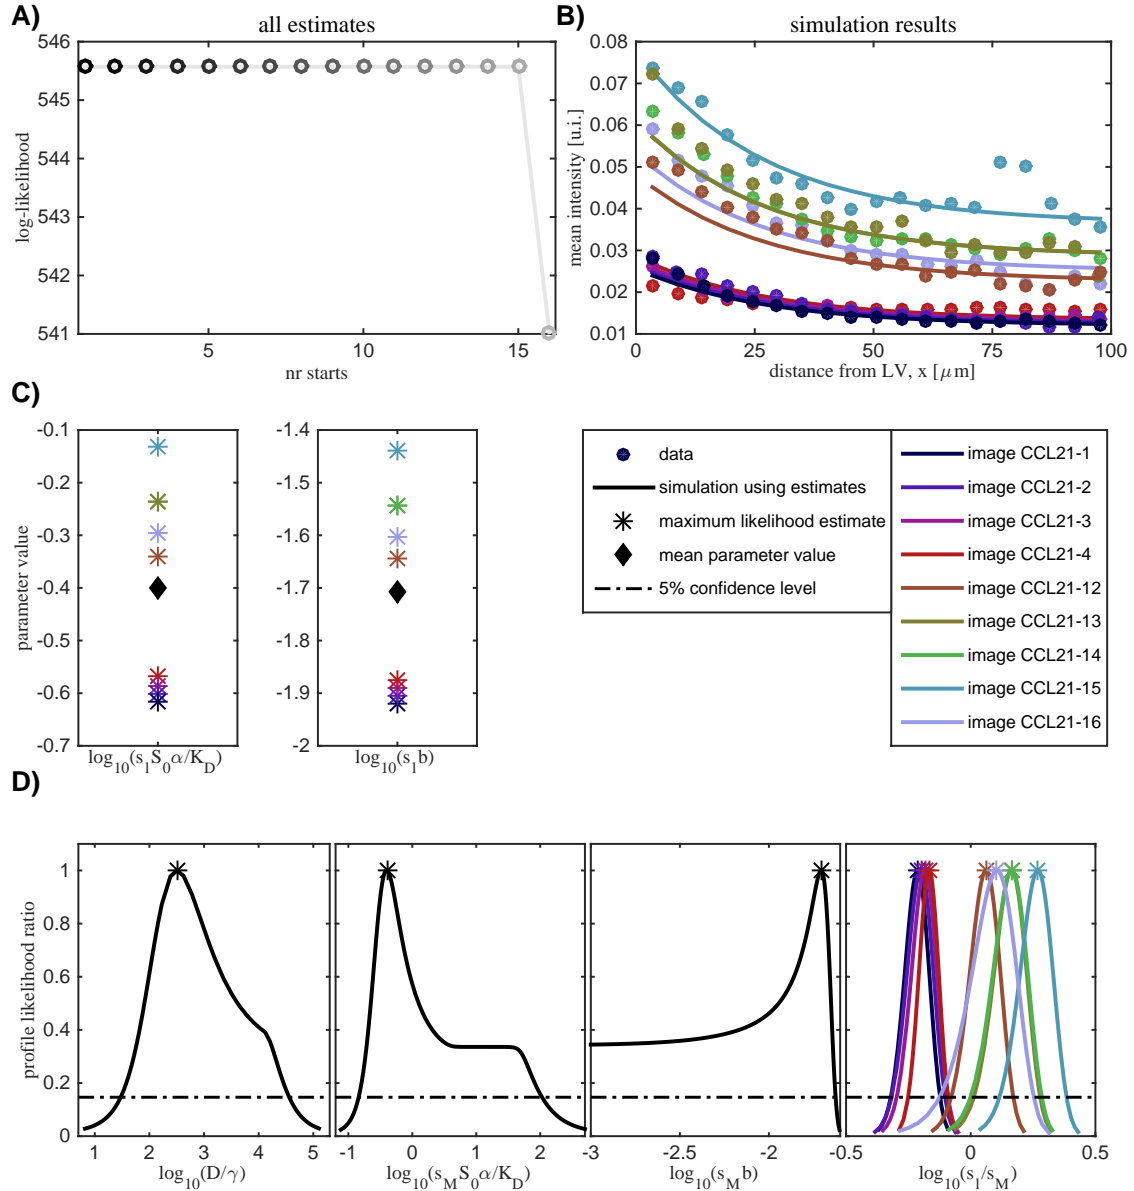 A)
all estimates
546
545
544
543
542
541
log-likelihood
5
10
15
nr starts
B)
simulation results
0.08
0.07
0.06
0.05
0.04
0.03
0.02
0.01
mean intensity [u.i.]
0
25
50
75
100
distance from LV, x [μm]
C)
-0.1
-0.2
-0.3
-0.4
-0.5
-0.6
-0.7
parameter value
log10(s1S0α/KD)
-1.4
-1.5
-1.6
-1.7
-1.8
-1.9
-2
log10(s1b)
data
simulation using estimates
maximum likelihood estimate
mean parameter value
5% confidence level
image CCL21-1
image CCL21-2
image CCL21-3
image CCL21-4
image CCL21-12
image CCL21-13
image CCL21-14
image CCL21-15
image CCL21-16
D)
1
0.8
0.6
0.4
0.2
0
profile likelihood ratio
1 2 3 4 5
log10(D/γ)
-1 0 1 2
log10(sMS0α/KD)
-3 -2.5 -2
log10(sMb)
-0.5 0 0.5
log10(s1/sM)